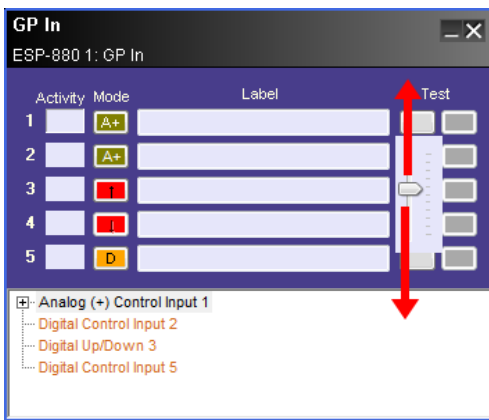 GP In
ESP-880 1: GP In
Activity Mode Label Test
1 A+
2 A+
3 ↑
4 ↓
5 D
Analog (+) Control Input 1
Digital Control Input 2
Digital Up/Down 3
Digital Control Input 5